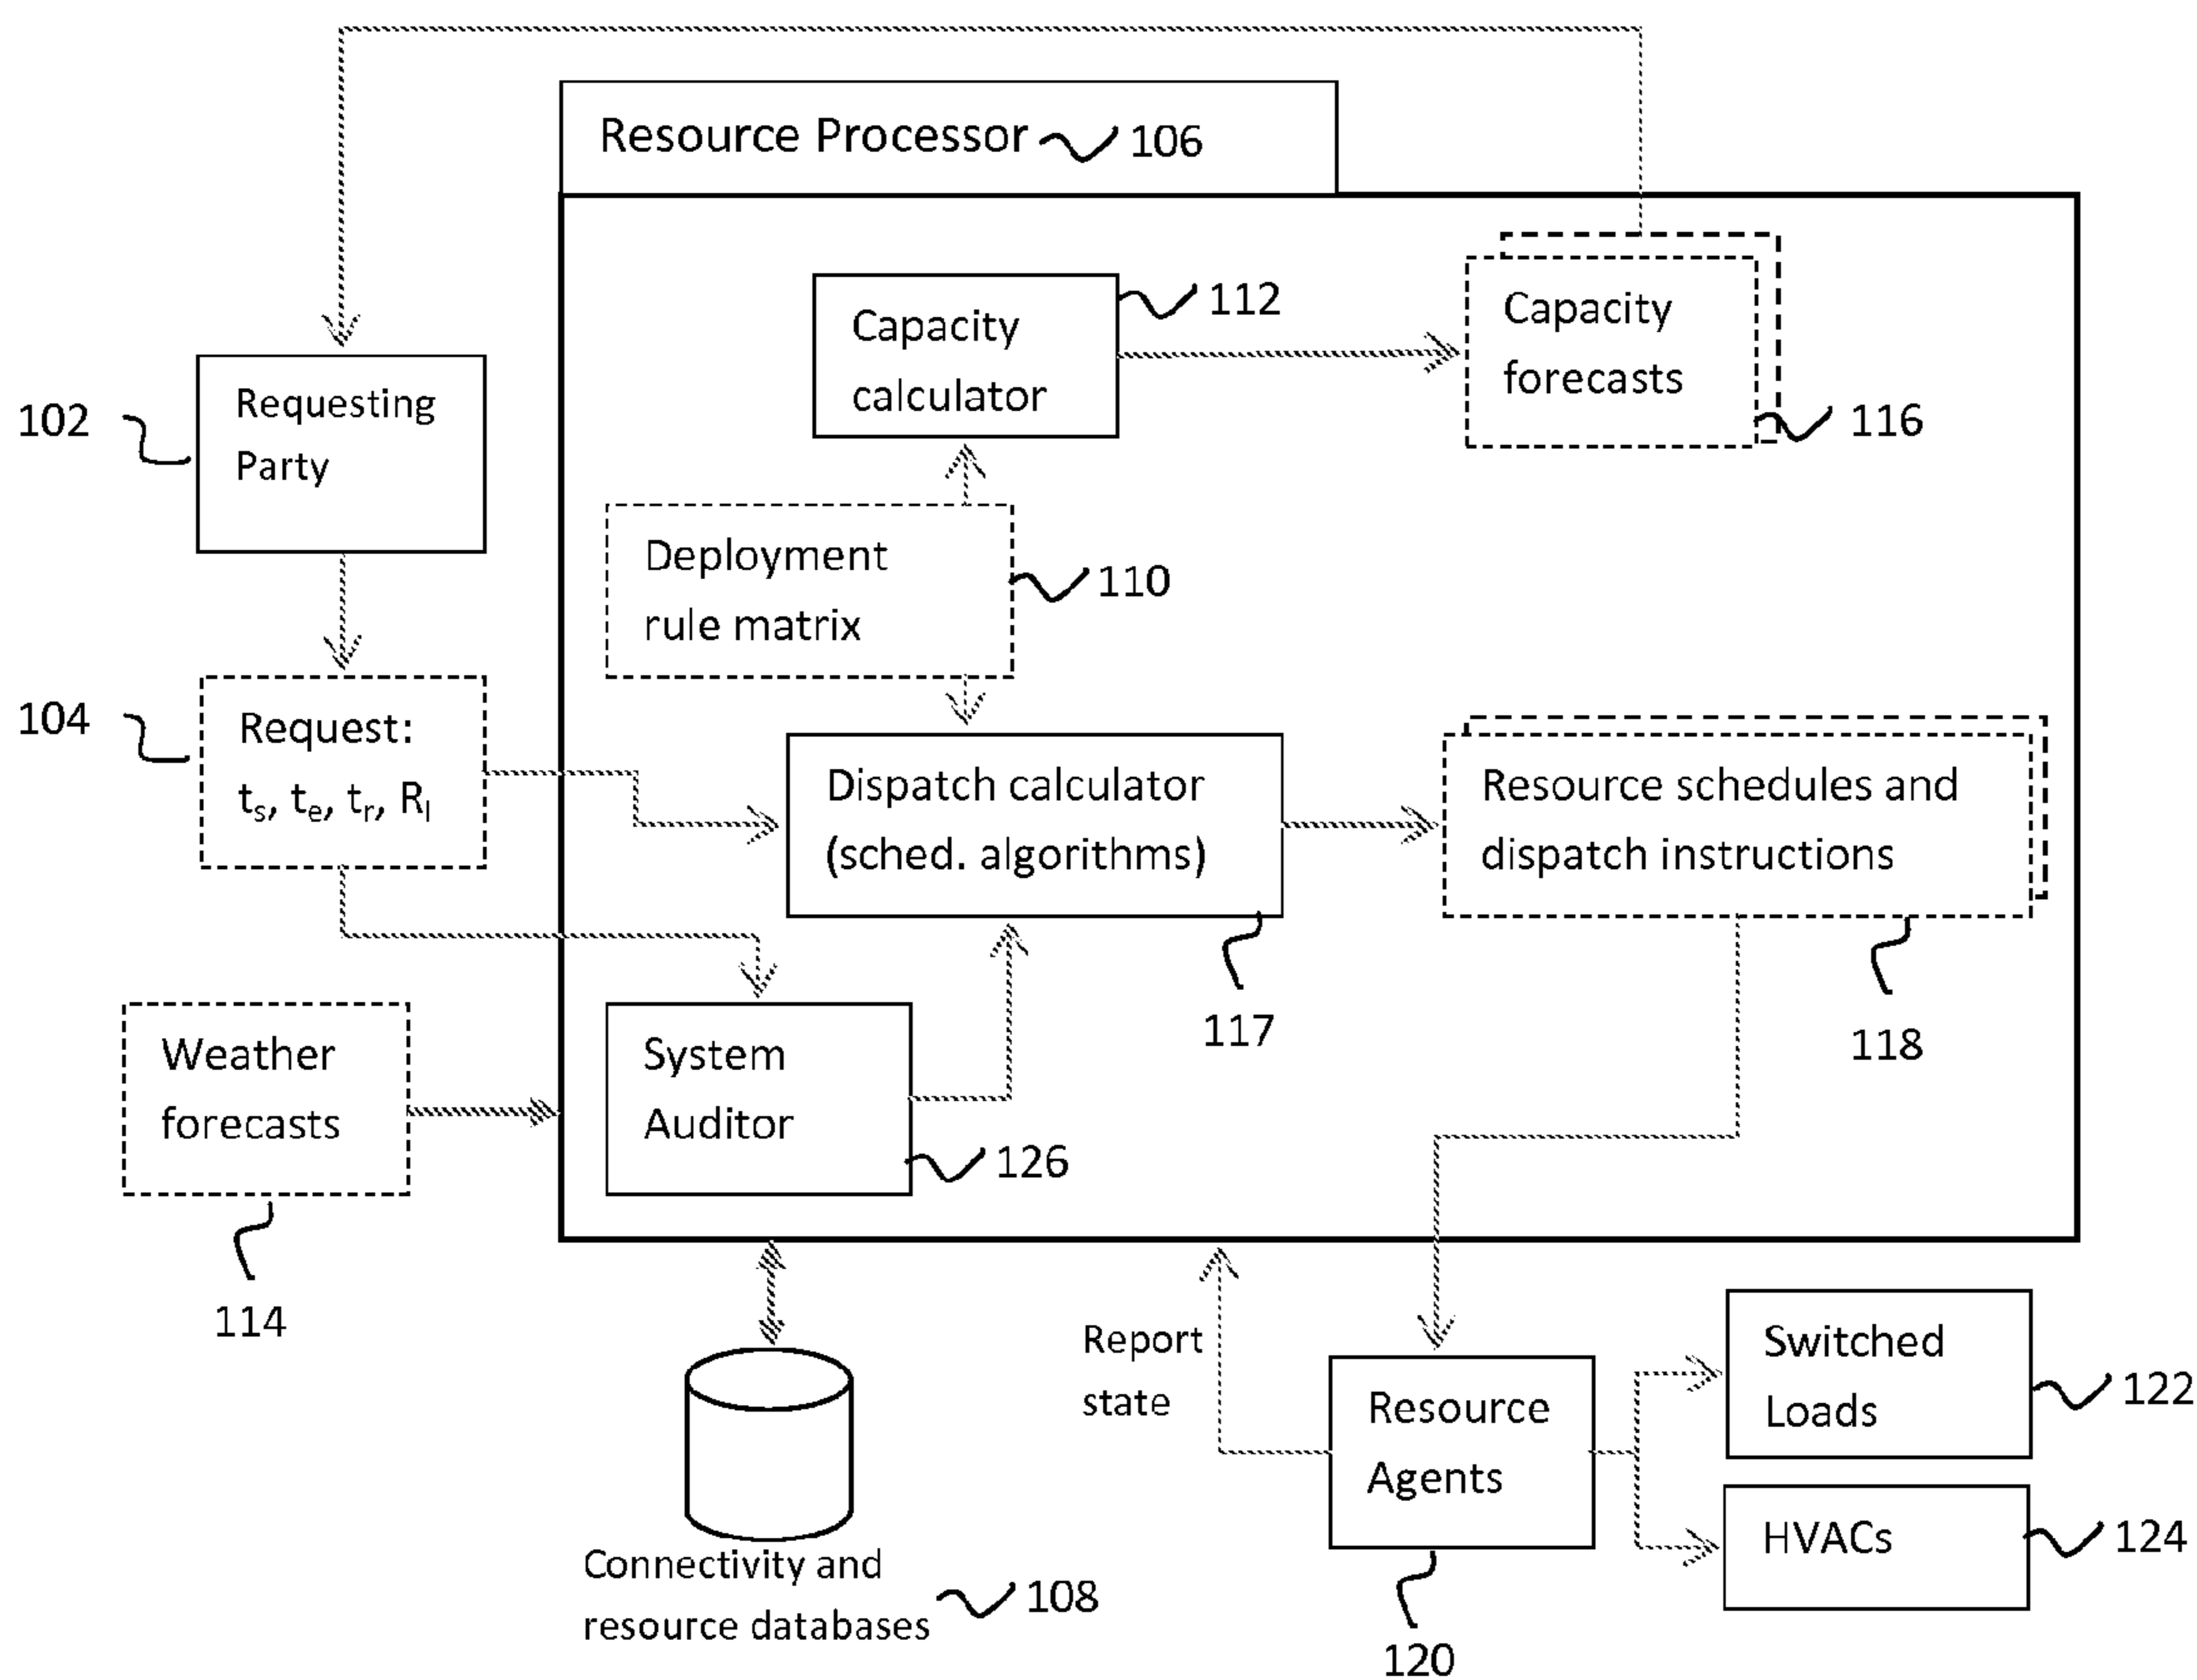 Resource Processor 106
Capacity
calculator
112
Capacity
forecasts
116
102
Requesting
Party
Deployment
rule matrix
110
104
Request:
ts, te, tr, Rl
Dispatch calculator
(sched. algorithms)
117
Resource schedules and
dispatch instructions
118
Weather
forecasts
114
System
Auditor
126
Report
state
Resource
Agents
120
Switched
Loads
122
HVACs
124
Connectivity and
resource databases
108